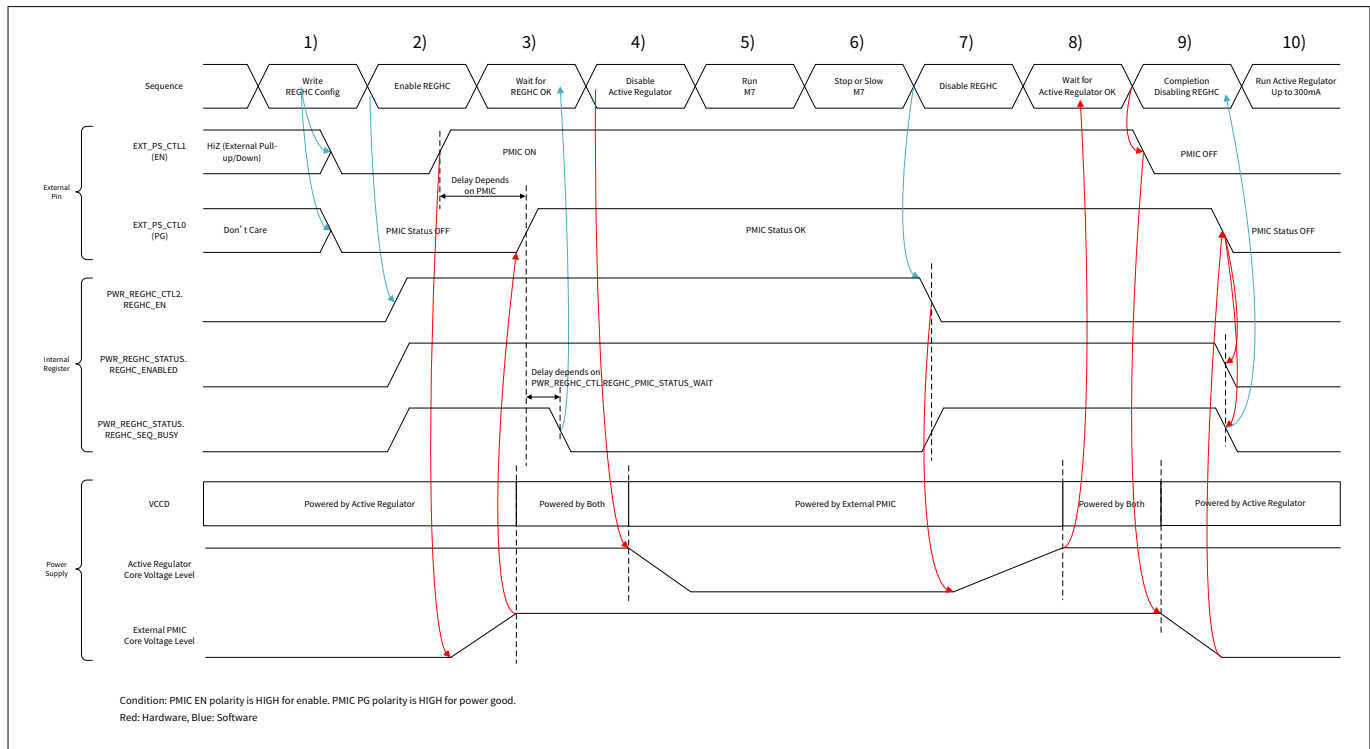 1)
2)
3)
4)
5)
6)
7)
8)
9)
10)
Sequence
Write
REGHC Config
Enable REGHC
Wait for
REGHC OK
Disable
Active Regulator
Run
M7
Stop or Slow
M7
Disable REGHC
Wait for
Active Regulator OK
Completion
Disabling REGHC
Run Active Regulator
Up to 300mA
External
Pin
EXT_PS_CTL1
(EN)
HiZ (External Pull-
up/Down)
PMIC ON
PMIC OFF
Delay Depends
on PMIC
EXT_PS_CTL0
(PG)
Don't Care
PMIC Status OFF
PMIC Status OK
PMIC Status OFF
Internal
Register
PWR_REGHC_CTL2.
REGHC_EN
PWR_REGHC_STATUS.
REGHC_ENABLED
Delay depends on
PWR_REGHC_CTL.REGHC_PMIC_STATUS_WAIT
PWR_REGHC_STATUS.
REGHC_SEQ_BUSY
Power
Supply
VCCD
Powered by Active Regulator
Powered by Both
Powered by External PMIC
Powered by Both
Powered by Active Regulator
Active Regulator
Core Voltage Level
External PMIC
Core Voltage Level
Condition: PMIC EN polarity is HIGH for enable. PMIC PG polarity is HIGH for power good.
Red: Hardware, Blue: Software